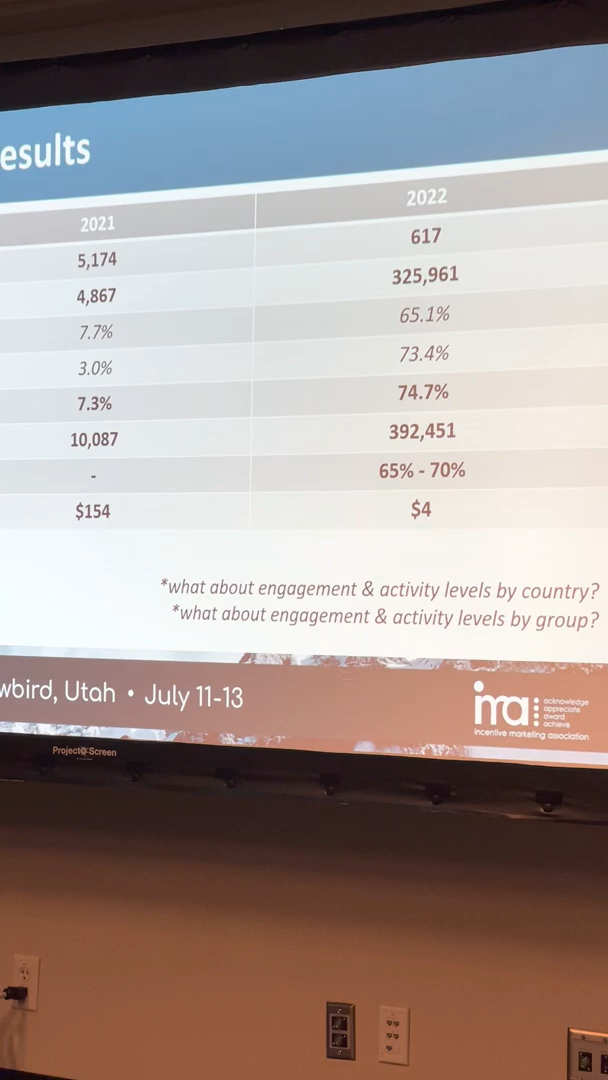 esults
2021 2022
5,174 617
4,867 325,961
7.7% 65.1%
3.0% 73.4%
7.3% 74.7%
10,087 392,451
- 65% - 70%
$154 $4
*what about engagement & activity levels by country?
*what about engagement & activity levels by group?
wbird, Utah • July 11-13
ima
acknowledge
appreciate
award
achieve
incentive marketing association
Project Screen